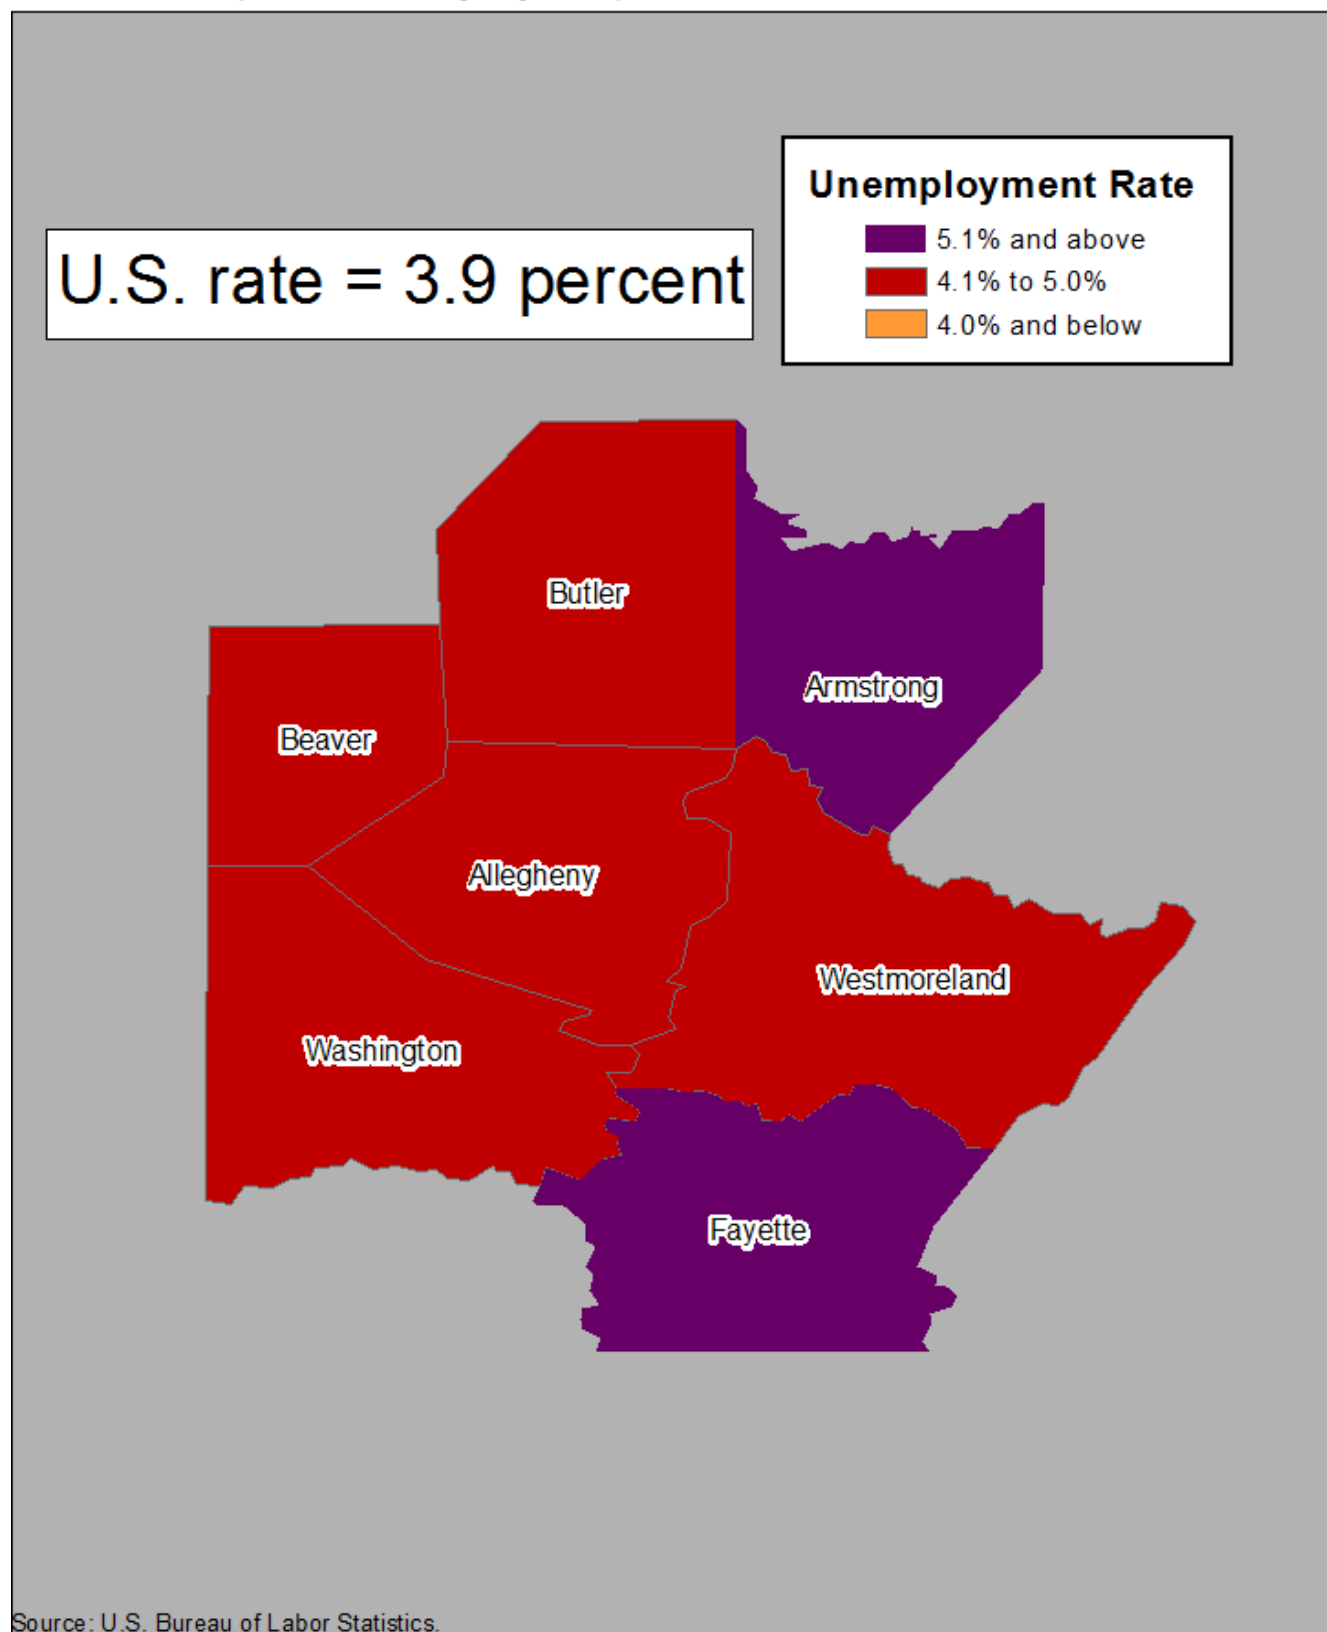 U.S. rate = 3.9 percent
Unemployment Rate
5.1% and above
4.1% to 5.0%
4.0% and below
Butler
Armstrong
Beaver
Allegheny
Westmoreland
Washington
Fayette
Source: U.S. Bureau of Labor Statistics.